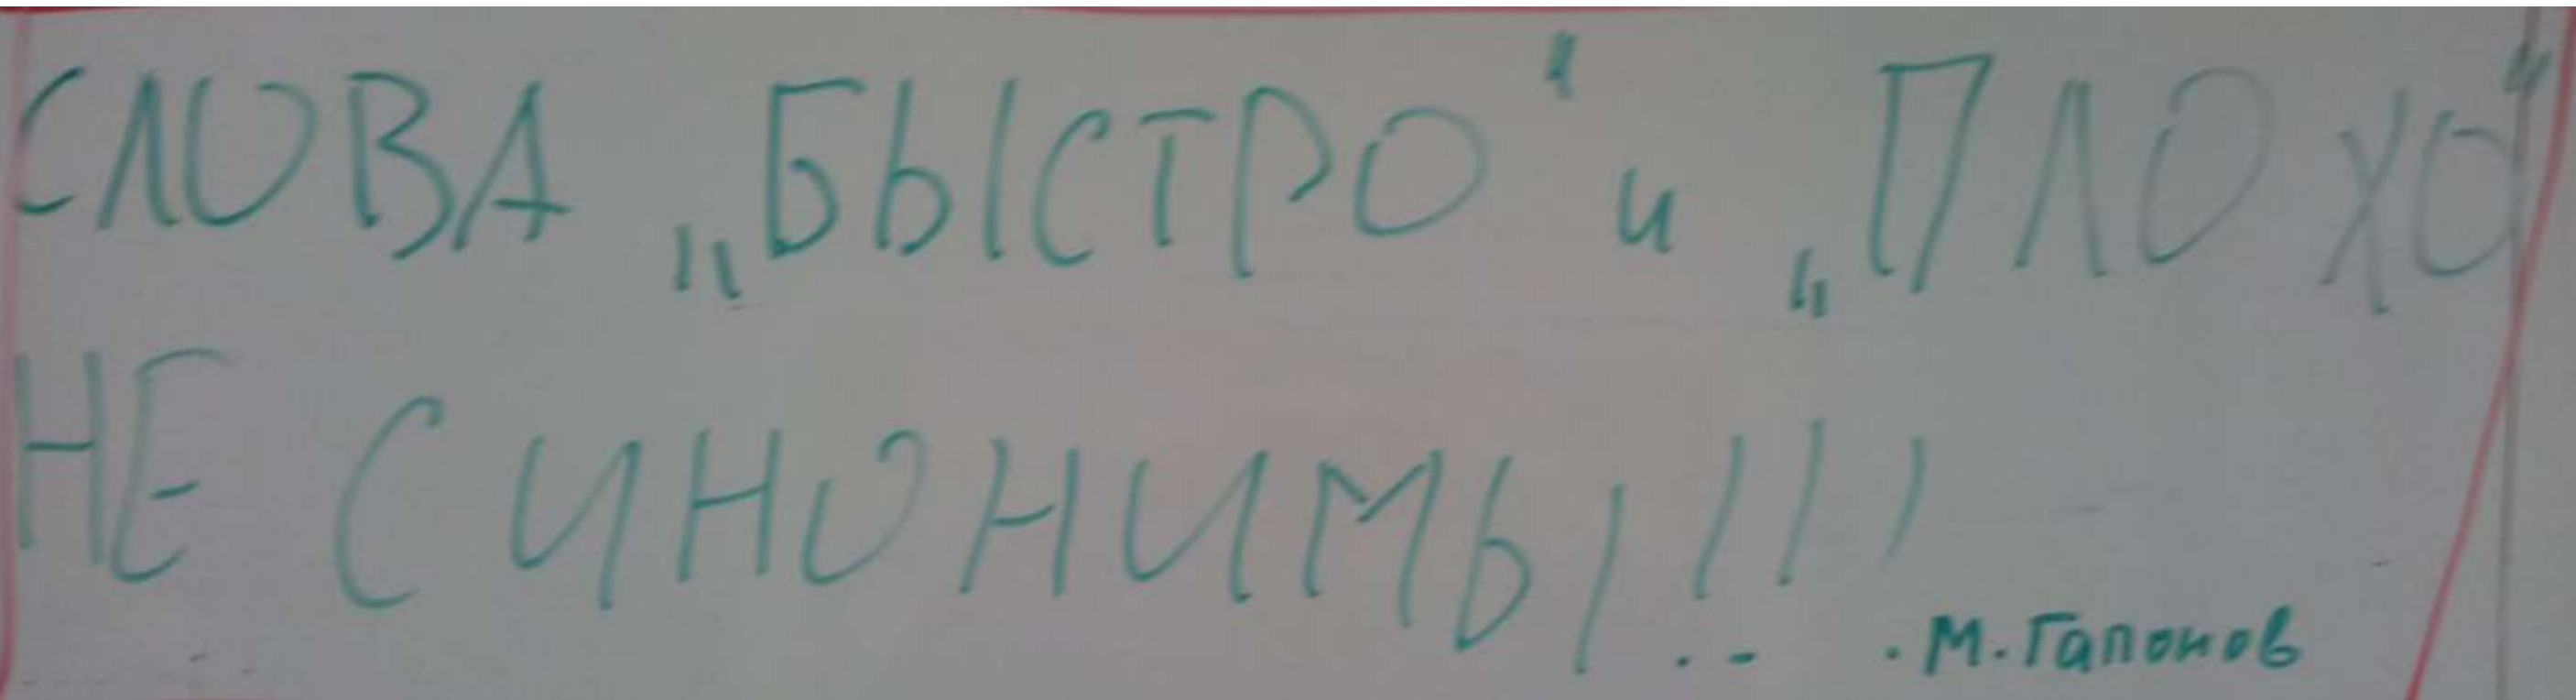 СЛОВА „БЫСТРО" и „ПЛОХО"
НЕ СИНОНИМЫ!!!
М. Гапонов